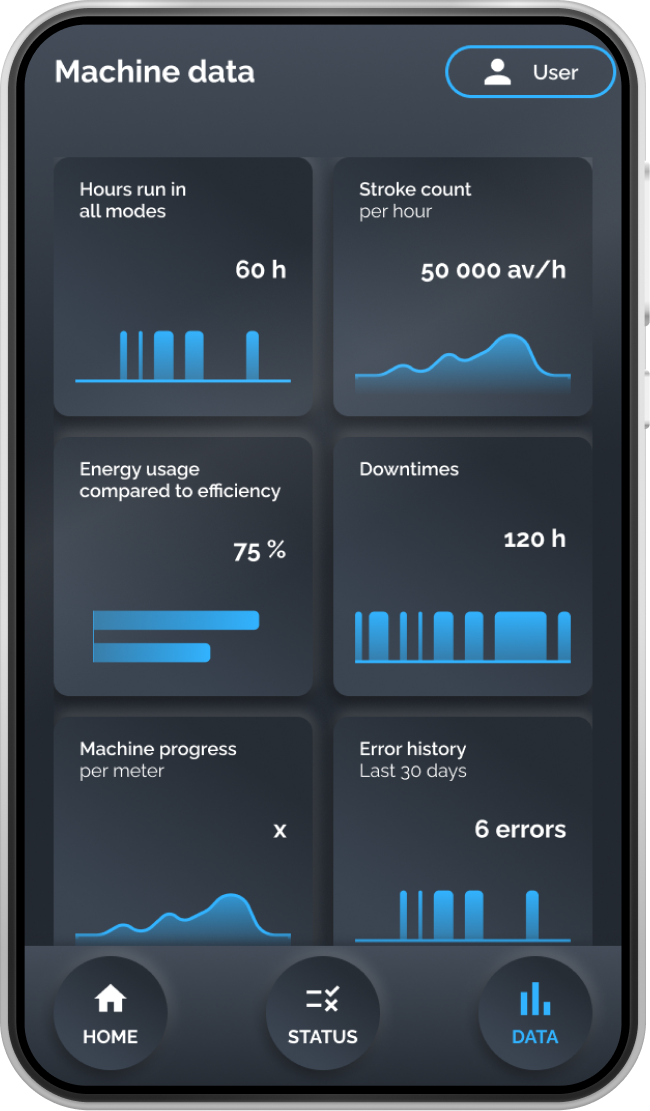 Machine data
User
Hours run in
all modes
60 h
Stroke count
per hour
50 000 av/h
Energy usage
compared to efficiency
75 %
Downtimes
120 h
Machine progress
per meter
x
Error history
Last 30 days
6 errors
HOME
STATUS
DATA